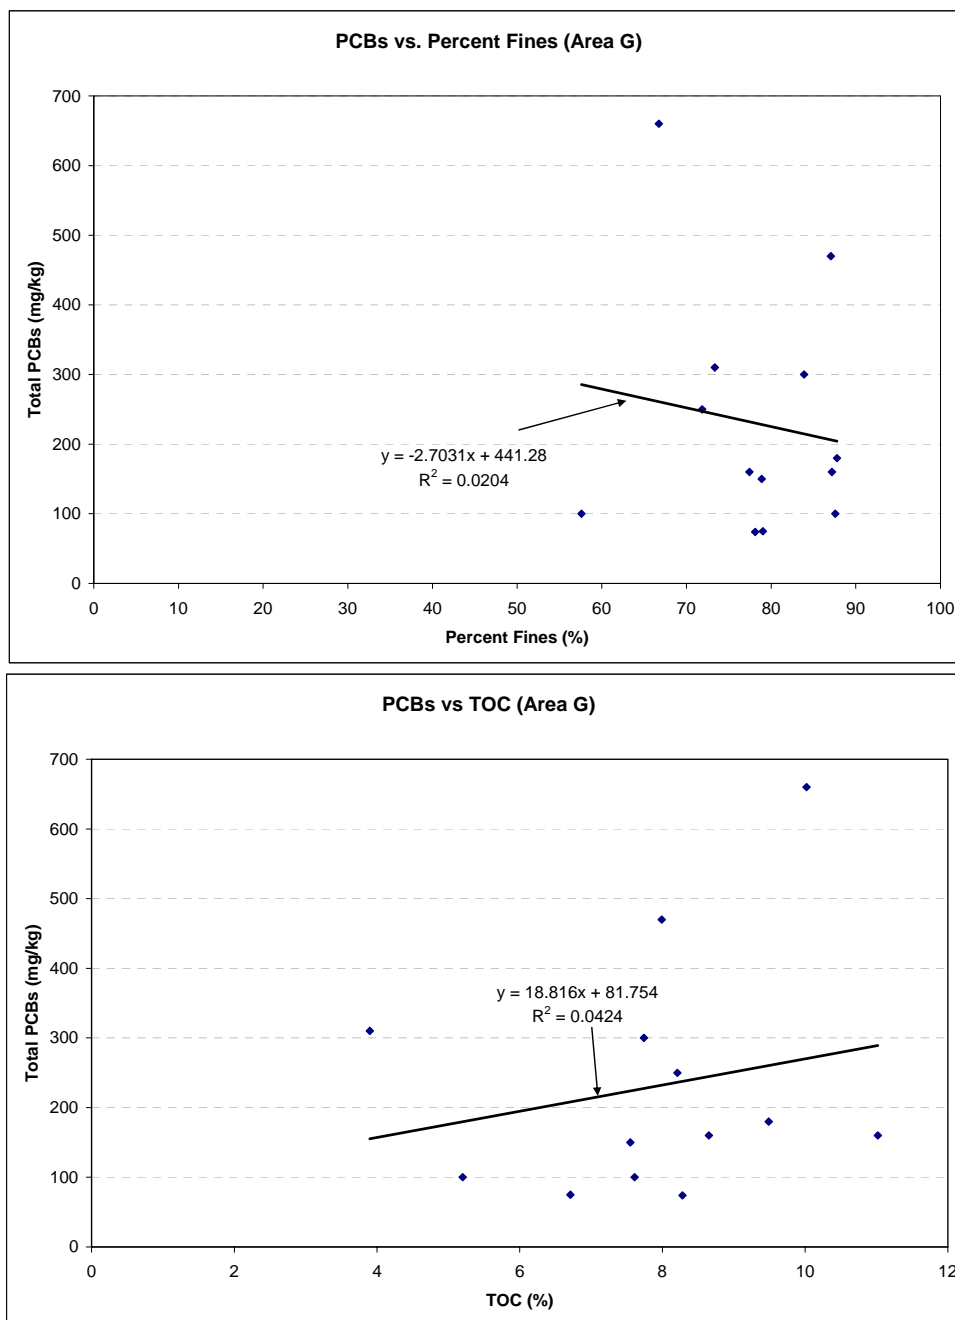 PCBs vs. Percent Fines (Area G)
700
600
500
400
300
200
100
0
Total PCBs (mg/kg)
y = -2.7031x + 441.28
R² = 0.0204
0 10 20 30 40 50 60 70 80 90 100
Percent Fines (%)
PCBs vs TOC (Area G)
700
600
500
400
300
200
100
0
Total PCBs (mg/kg)
y = 18.816x + 81.754
R² = 0.0424
0 2 4 6 8 10 12
TOC (%)